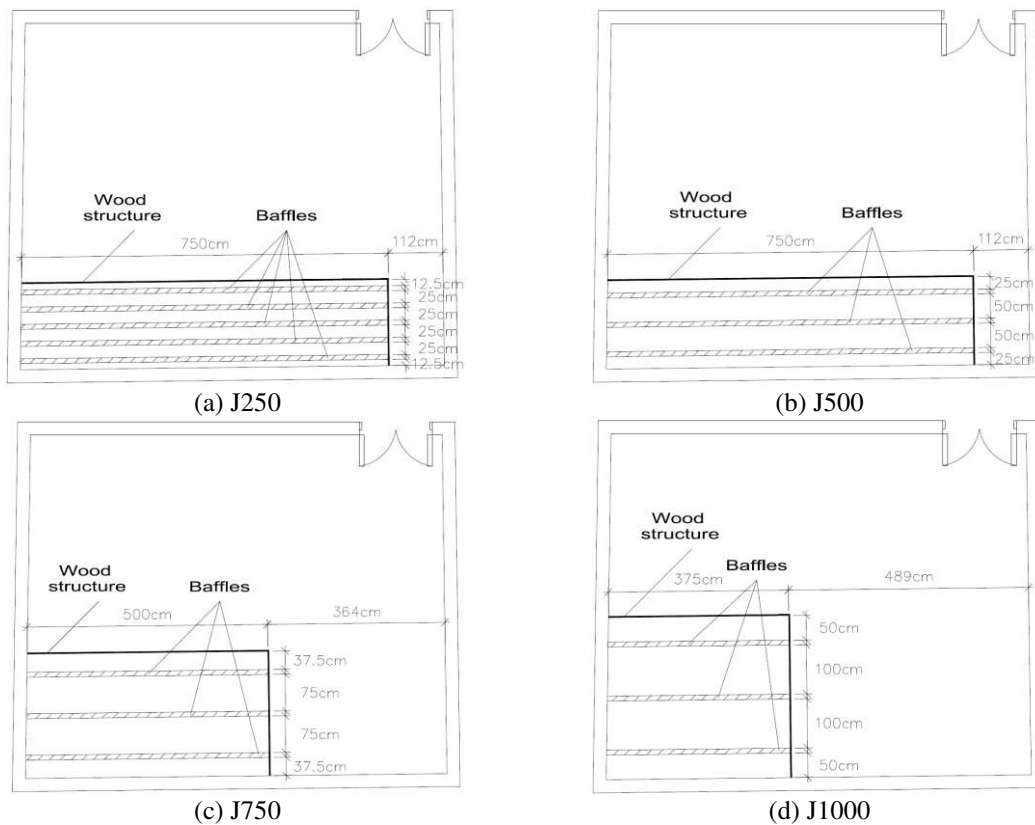 Wood
structure
Baffles
750cm
112cm
12.5cm
25cm
25cm
25cm
25cm
12.5cm
(a) J250
Wood
structure
Baffles
750cm
112cm
25cm
50cm
50cm
25cm
(b) J500
Wood
structure
Baffles
500cm
364cm
37.5cm
75cm
75cm
37.5cm
(c) J750
Wood
structure
Baffles
375cm
489cm
50cm
100cm
100cm
50cm
(d) J1000